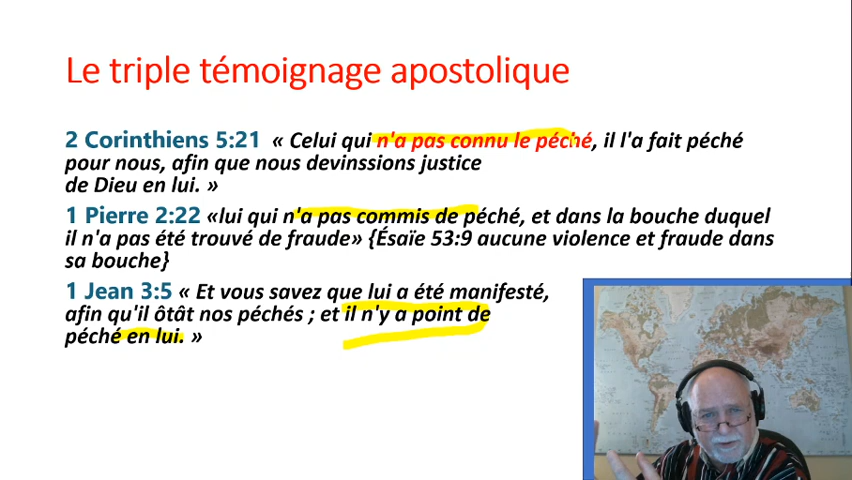 Le triple témoignage apostolique
2 Corinthiens 5:21 « Celui qui n'a pas connu le péché, il l'a fait péché
pour nous, afin que nous devinssions justice
de Dieu en lui. »
1 Pierre 2:22 «lui qui n'a pas commis de péché, et dans la bouche duquel
il n'a pas été trouvé de fraude» {Ésaïe 53:9 aucune violence et fraude dans
sa bouche}
1 Jean 3:5 « Et vous savez que lui a été manifesté,
afin qu'il ôtât nos péchés ; et il n'y a point de
péché en lui. »